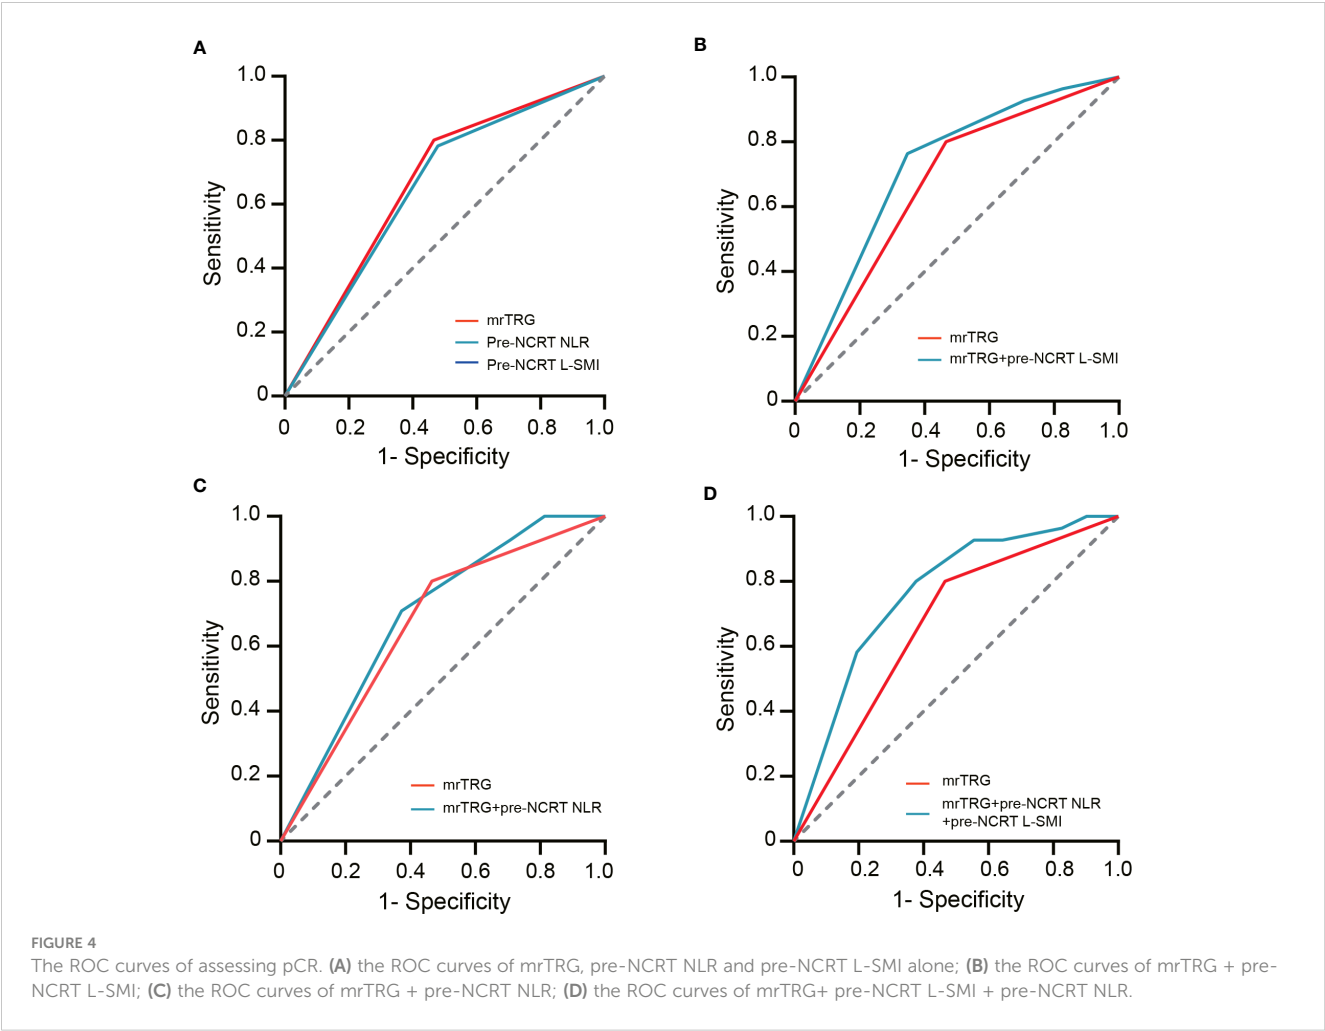 A
1.0
0.8
0.6
0.4
0.2
0
Sensitivity
mrTRG
Pre-NCRT NLR
Pre-NCRT L-SMI
0 0.2 0.4 0.6 0.8 1.0
1- Specificity
B
1.0
0.8
0.6
0.4
0.2
0
Sensitivity
mrTRG
mrTRG+pre-NCRT L-SMI
0 0.2 0.4 0.6 0.8 1.0
1- Specificity
C
1.0
0.8
0.6
0.4
0.2
0
Sensitivity
mrTRG
mrTRG+pre-NCRT NLR
0 0.2 0.4 0.6 0.8 1.0
1- Specificity
D
1.0
0.8
0.6
0.4
0.2
0
Sensitivity
mrTRG
mrTRG+pre-NCRT NLR
+pre-NCRT L-SMI
0 0.2 0.4 0.6 0.8 1.0
1- Specificity
FIGURE 4
The ROC curves of assessing pCR. (A) the ROC curves of mrTRG, pre-NCRT NLR and pre-NCRT L-SMI alone; (B) the ROC curves of mrTRG + pre-
NCRT L-SMI; (C) the ROC curves of mrTRG + pre-NCRT NLR; (D) the ROC curves of mrTRG+ pre-NCRT L-SMI + pre-NCRT NLR.